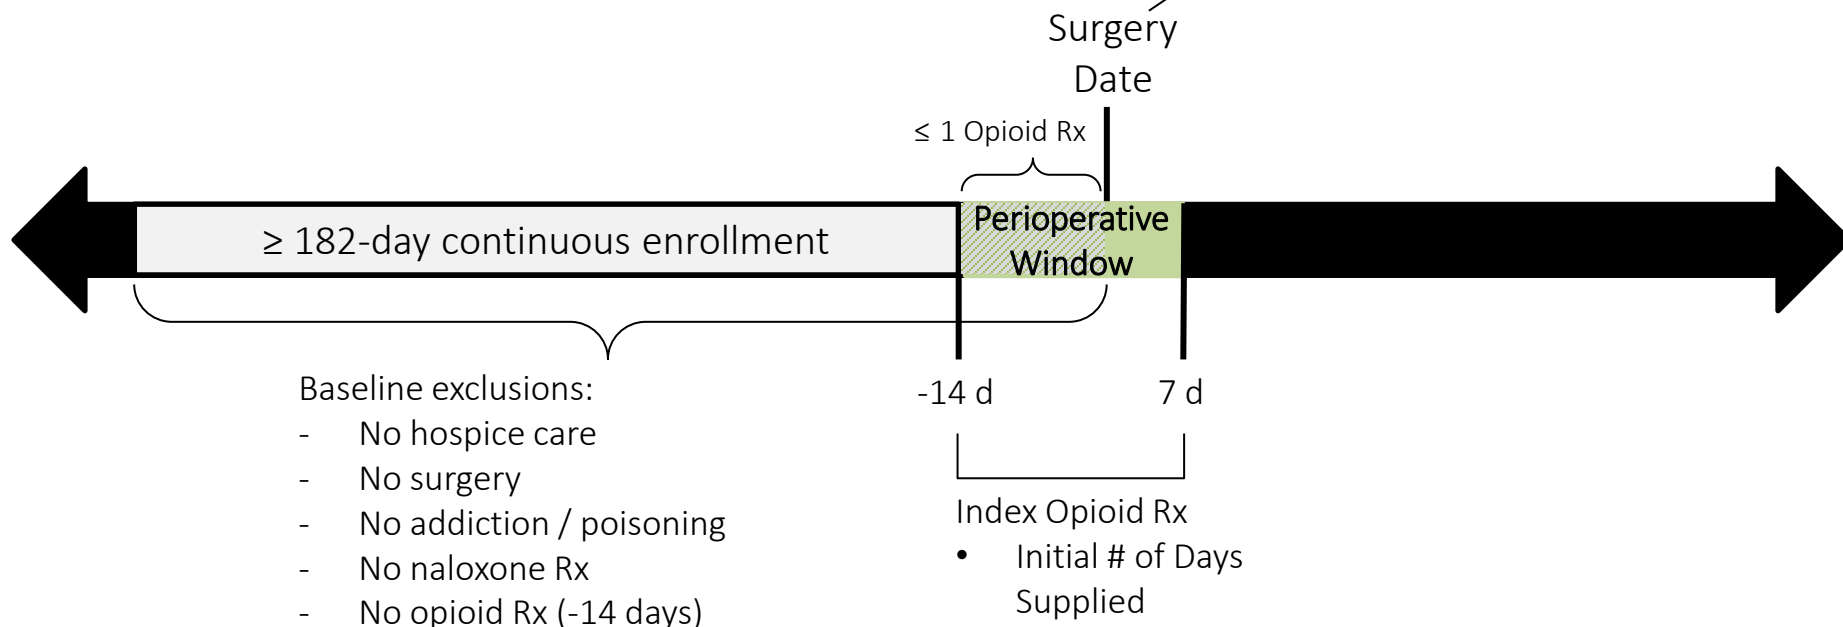 Surgery
Date
≤ 1 Opioid Rx
≥ 182-day continuous enrollment
Perioperative
Window
-14 d
7 d
Baseline exclusions:
- No hospice care
- No surgery
- No addiction / poisoning
- No naloxone Rx
- No opioid Rx (-14 days)
Index Opioid Rx
• Initial # of Days
Supplied